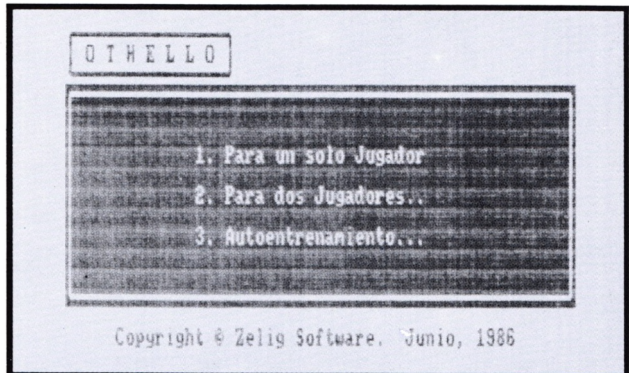 OTHELLO
1. Para un solo Jugador
2. Para dos Jugadores..
3. Autoentrenamiento...
Copyright © Zelig Software. Junio, 1986